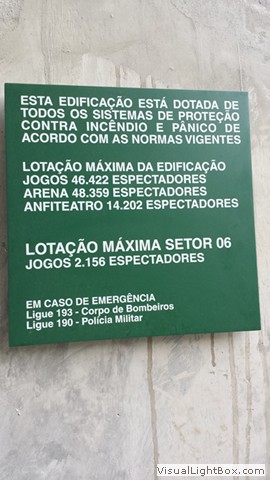 ESTA EDIFICAÇÃO ESTÁ DOTADA DE
TODOS OS SISTEMAS DE PROTEÇÃO
CONTRA INCÊNDIO E PÂNICO DE
ACORDO COM AS NORMAS VIGENTES
LOTAÇÃO MÁXIMA DA EDIFICAÇÃO
JOGOS 46.422 ESPECTADORES
ARENA 48.359 ESPECTADORES
ANFITEATRO 14.202 ESPECTADORES
LOTAÇÃO MÁXIMA SETOR 06
JOGOS 2.156 ESPECTADORES
EM CASO DE EMERGÊNCIA
Ligue 193 - Corpo de Bombeiros
Ligue 190 - Polícia Militar
VisualLightBox.com